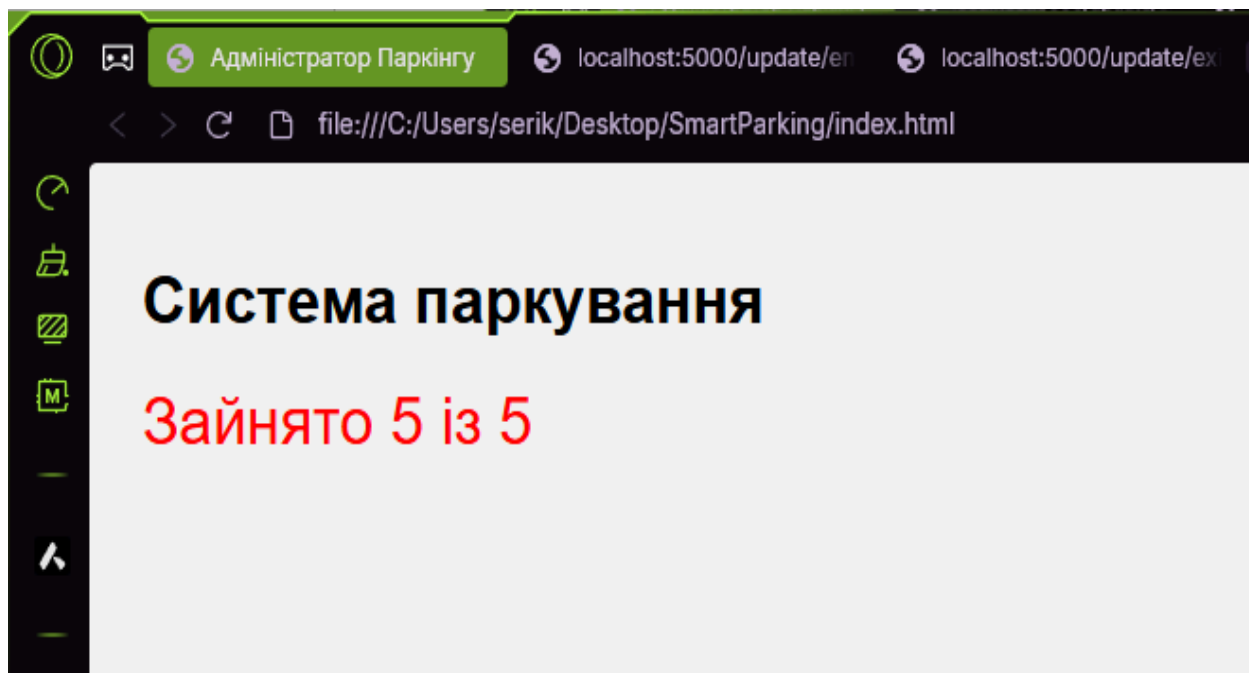 Адміністратор Паркінгу
localhost:5000/update/en
localhost:5000/update/exi
file:///C:/Users/serik/Desktop/SmartParking/index.html
M
Система паркування
Зайнято 5 із 5